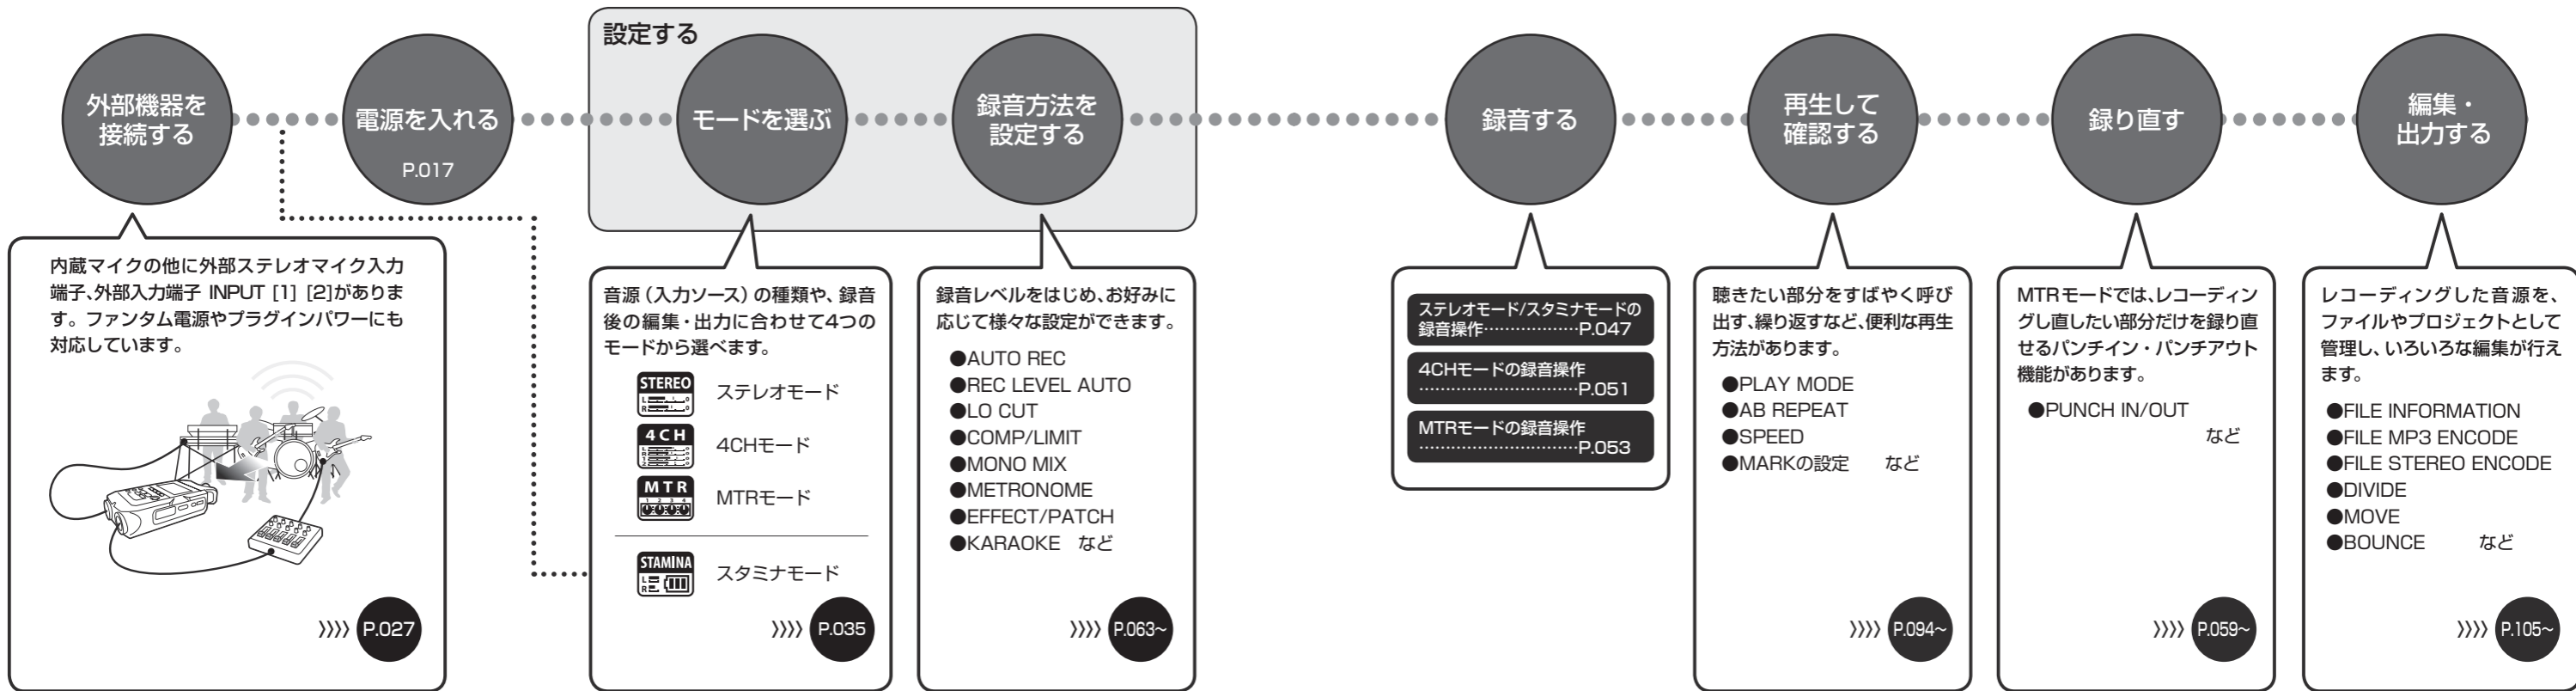 設定する
外部機器を
接続する
電源を入れる
P.017
モードを選ぶ
録音方法を
設定する
録音する
再生して
確認する
録り直す
編集・
出力する
内蔵マイクの他に外部ステレオマイク入力
端子、外部入力端子 INPUT [1] [2]がありま
す。ファンタム電源やプラグインパワーにも
対応しています。
>>>> P.027
音源（入力ソース）の種類や、録音
後の編集・出力に合わせて4つの
モードから選べます。
STEREO
L
R
ステレオモード
4CH
4CHモード
MTR
1 2 3 4
MTRモード
STAMINA
L
R
スタミナモード
>>>> P.035
録音レベルをはじめ、お好みに
応じて様々な設定ができます。
●AUTO REC
●REC LEVEL AUTO
●LO CUT
●COMP/LIMIT
●MONO MIX
●METRONOME
●EFFECT/PATCH
●KARAOKE など
>>>> P.063～
ステレオモード/スタミナモードの
録音操作………………P.047
4CHモードの録音操作
…………………………P.051
MTRモードの録音操作
…………………………P.053
聴きたい部分をすばやく呼び
出す、繰り返すなど、便利な再生
方法があります。
●PLAY MODE
●AB REPEAT
●SPEED
●MARKの設定 など
>>>> P.094～
MTRモードでは、レコーディン
グし直したい部分だけを録り直
せるパンチイン・パンチアウト
機能があります。
●PUNCH IN/OUT
など
>>>> P.059～
レコーディングした音源を、
ファイルやプロジェクトとして
管理し、いろいろな編集が行え
ます。
●FILE INFORMATION
●FILE MP3 ENCODE
●FILE STEREO ENCODE
●DIVIDE
●MOVE
●BOUNCE など
>>>> P.105～